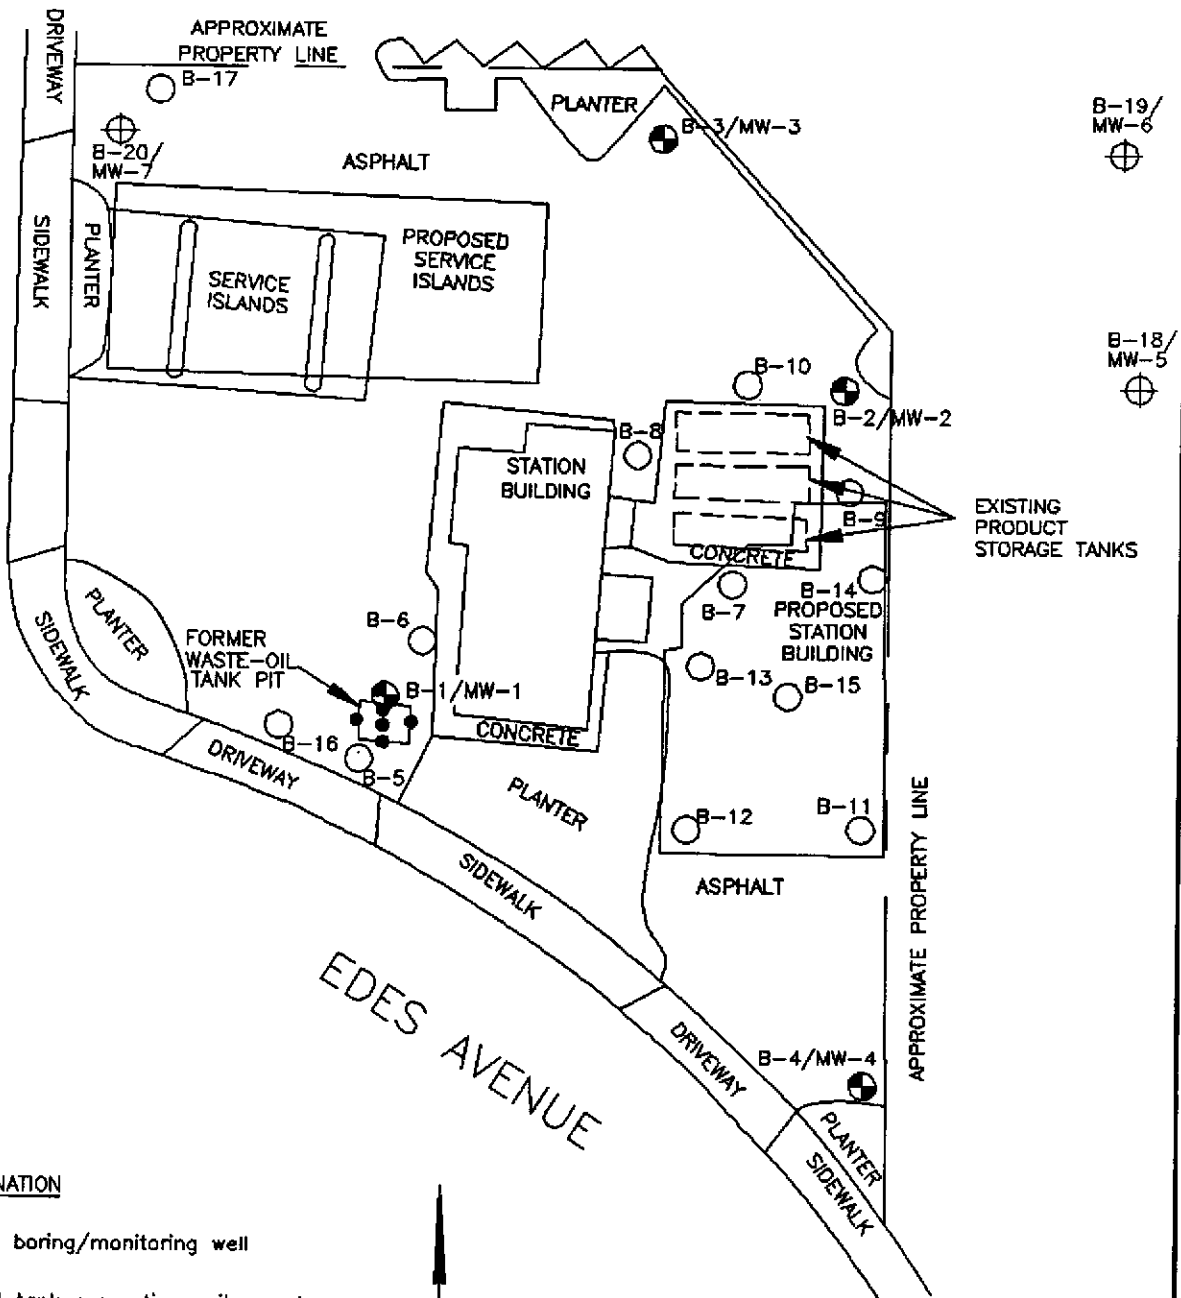 DRIVEWAY
APPROXIMATE
PROPERTY LINE
B-17
PLANTER
B-3/MW-3
B-19/
MW-6
B-20/
MW-7
ASPHALT
SIDEWALK
PLANTER
PROPOSED
SERVICE
ISLANDS
SERVICE
ISLANDS
B-18/
MW-5
B-10
B-2/MW-2
B-8
STATION
BUILDING
B-9
EXISTING
PRODUCT
STORAGE TANKS
CONCRETE
B-7
B-14
PROPOSED
STATION
BUILDING
PLANTER
SIDEWALK
B-6
FORMER
WASTE-OIL
TANK PIT
B-1/MW-1
B-13
B-15
B-16
CONCRETE
DRIVEWAY
B-5
PLANTER
B-12
B-11
APPROXIMATE PROPERTY LINE
SIDEWALK
ASPHALT
EDES AVENUE
DRIVEWAY
B-4/MW-4
PLANTER
SIDEWALK
NATION
boring/monitoring well